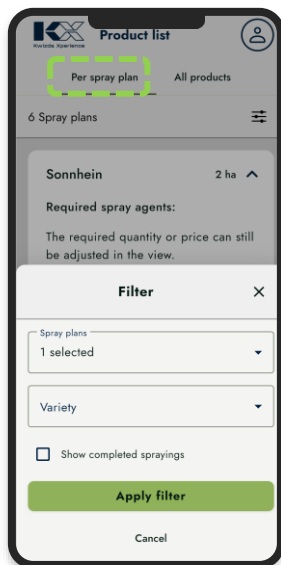 KX
Kwizda Xperience
Product list
Per spray plan
All products
6 Spray plans
Sonnhein
2 ha
Required spray agents:
The required quantity or price can still
be adjusted in the view.
Filter
Spray plans
1 selected
Variety
Show completed sprayings
Apply filter
Cancel